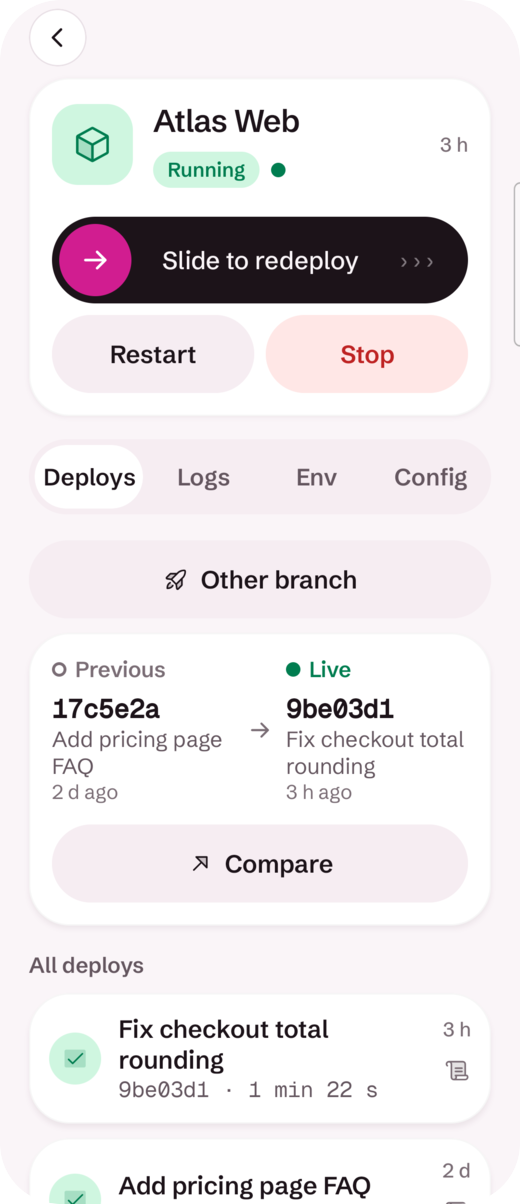 Atlas Web
3 h
Running
Slide to redeploy
›››
Restart
Stop
Deploys
Logs
Env
Config
Other branch
Previous
17c5e2a
Add pricing page
FAQ
2 d ago
Live
9be03d1
Fix checkout total
rounding
3 h ago
Compare
All deploys
Fix checkout total
rounding
9be03d1 · 1 min 22 s
3 h
Add pricing page FAQ
2 d